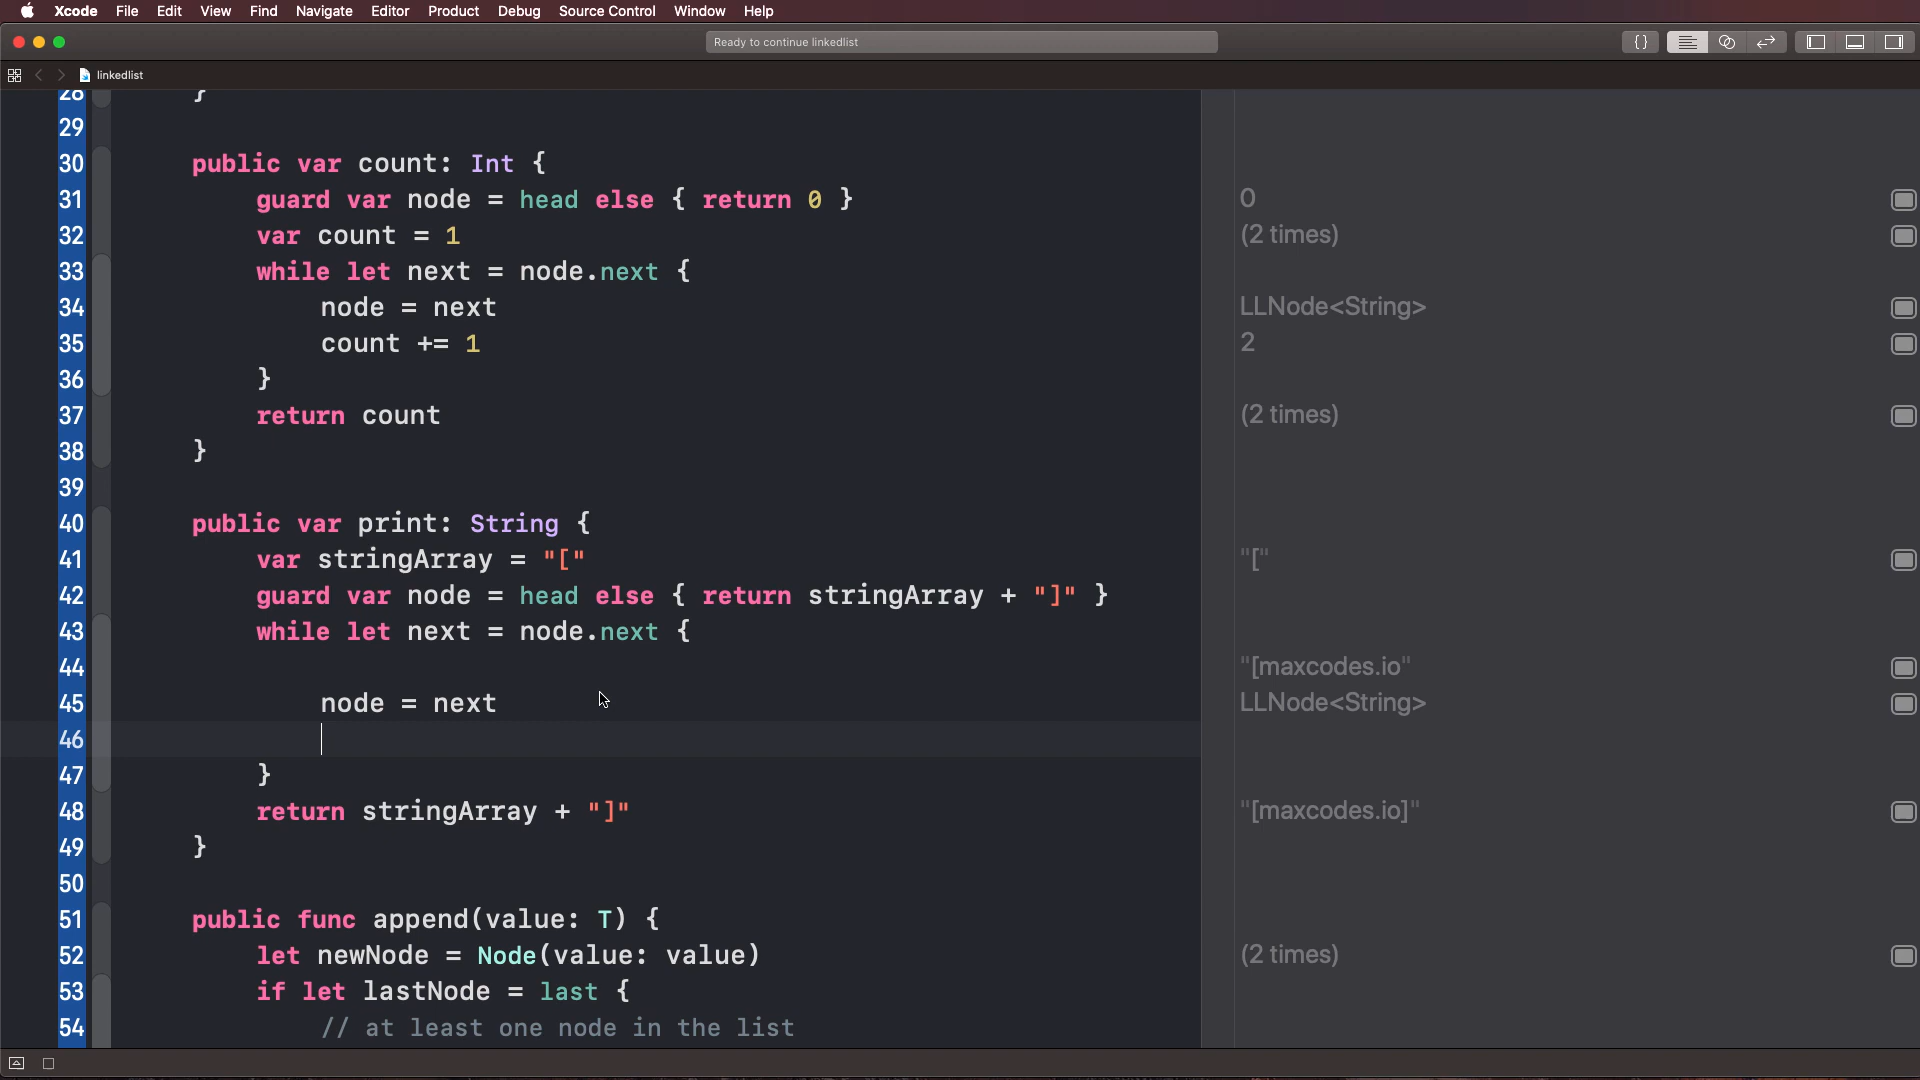 Xcode File Edit View Find Navigate Editor Product Debug Source Control Window Help
Ready to continue linkedlist
{}
linkedlist
28 }
29
30 public var count: Int {
31 guard var node = head else { return 0 } 0
32 var count = 1 (2 times)
33 while let next = node.next {
34 node = next LLNode<String>
35 count += 1 2
36 }
37 return count (2 times)
38 }
39
40 public var print: String {
41 var stringArray = "[" "["
42 guard var node = head else { return stringArray + "]" }
43 while let next = node.next {
44 "[maxcodes.io"
45 node = next LLNode<String>
46
47 }
48 return stringArray + "]" "[maxcodes.io]"
49 }
50
51 public func append(value: T) {
52 let newNode = Node(value: value) (2 times)
53 if let lastNode = last {
54 // at least one node in the list